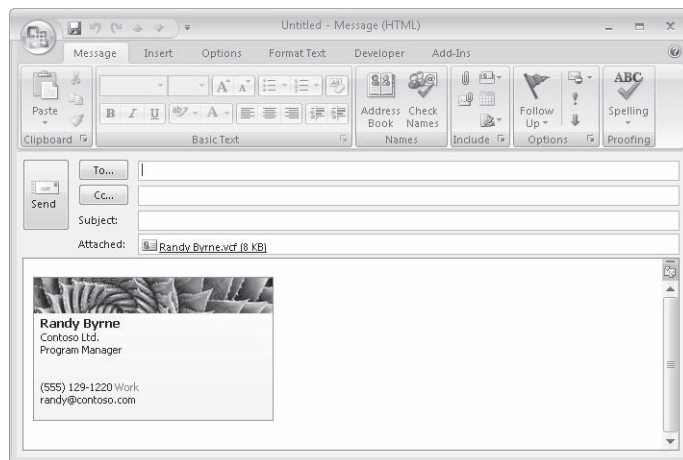 Untitled - Message (HTML)
Message Insert Options Format Text Developer Add-Ins
Paste
Clipboard
B I U ab A
A A
Basic Text
Address Book
Check Names
Names
Include
Follow Up
Options
ABC
Spelling
Proofing
Send
To...
Cc...
Subject:
Attached: Randy Byrne.vcf (8 KB)
Randy Byrne
Contoso Ltd.
Program Manager
(555) 129-1220 Work
randy@contoso.com